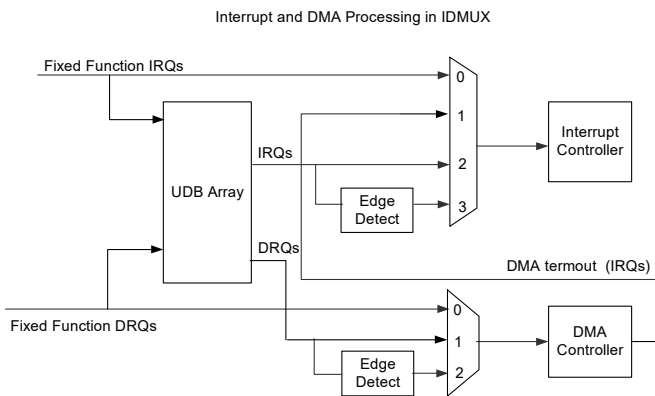 Interrupt and DMA Processing in IDMUX
Fixed Function IRQs
0
1
2
3
Interrupt
Controller
UDB Array
IRQs
Edge
Detect
DRQs
DMA termout (IRQs)
Fixed Function DRQs
0
1
2
DMA
Controller
Edge
Detect